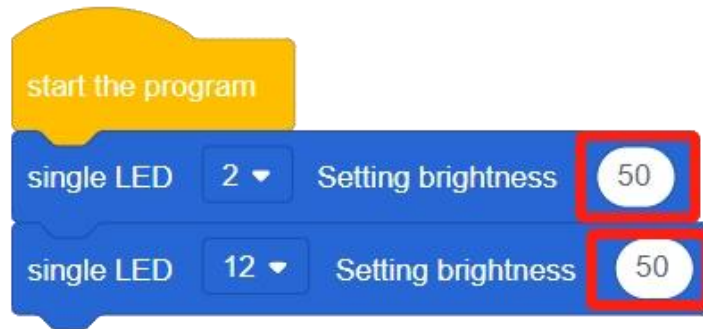 start the program
single LED 2 Setting brightness 50
single LED 12 Setting brightness 50